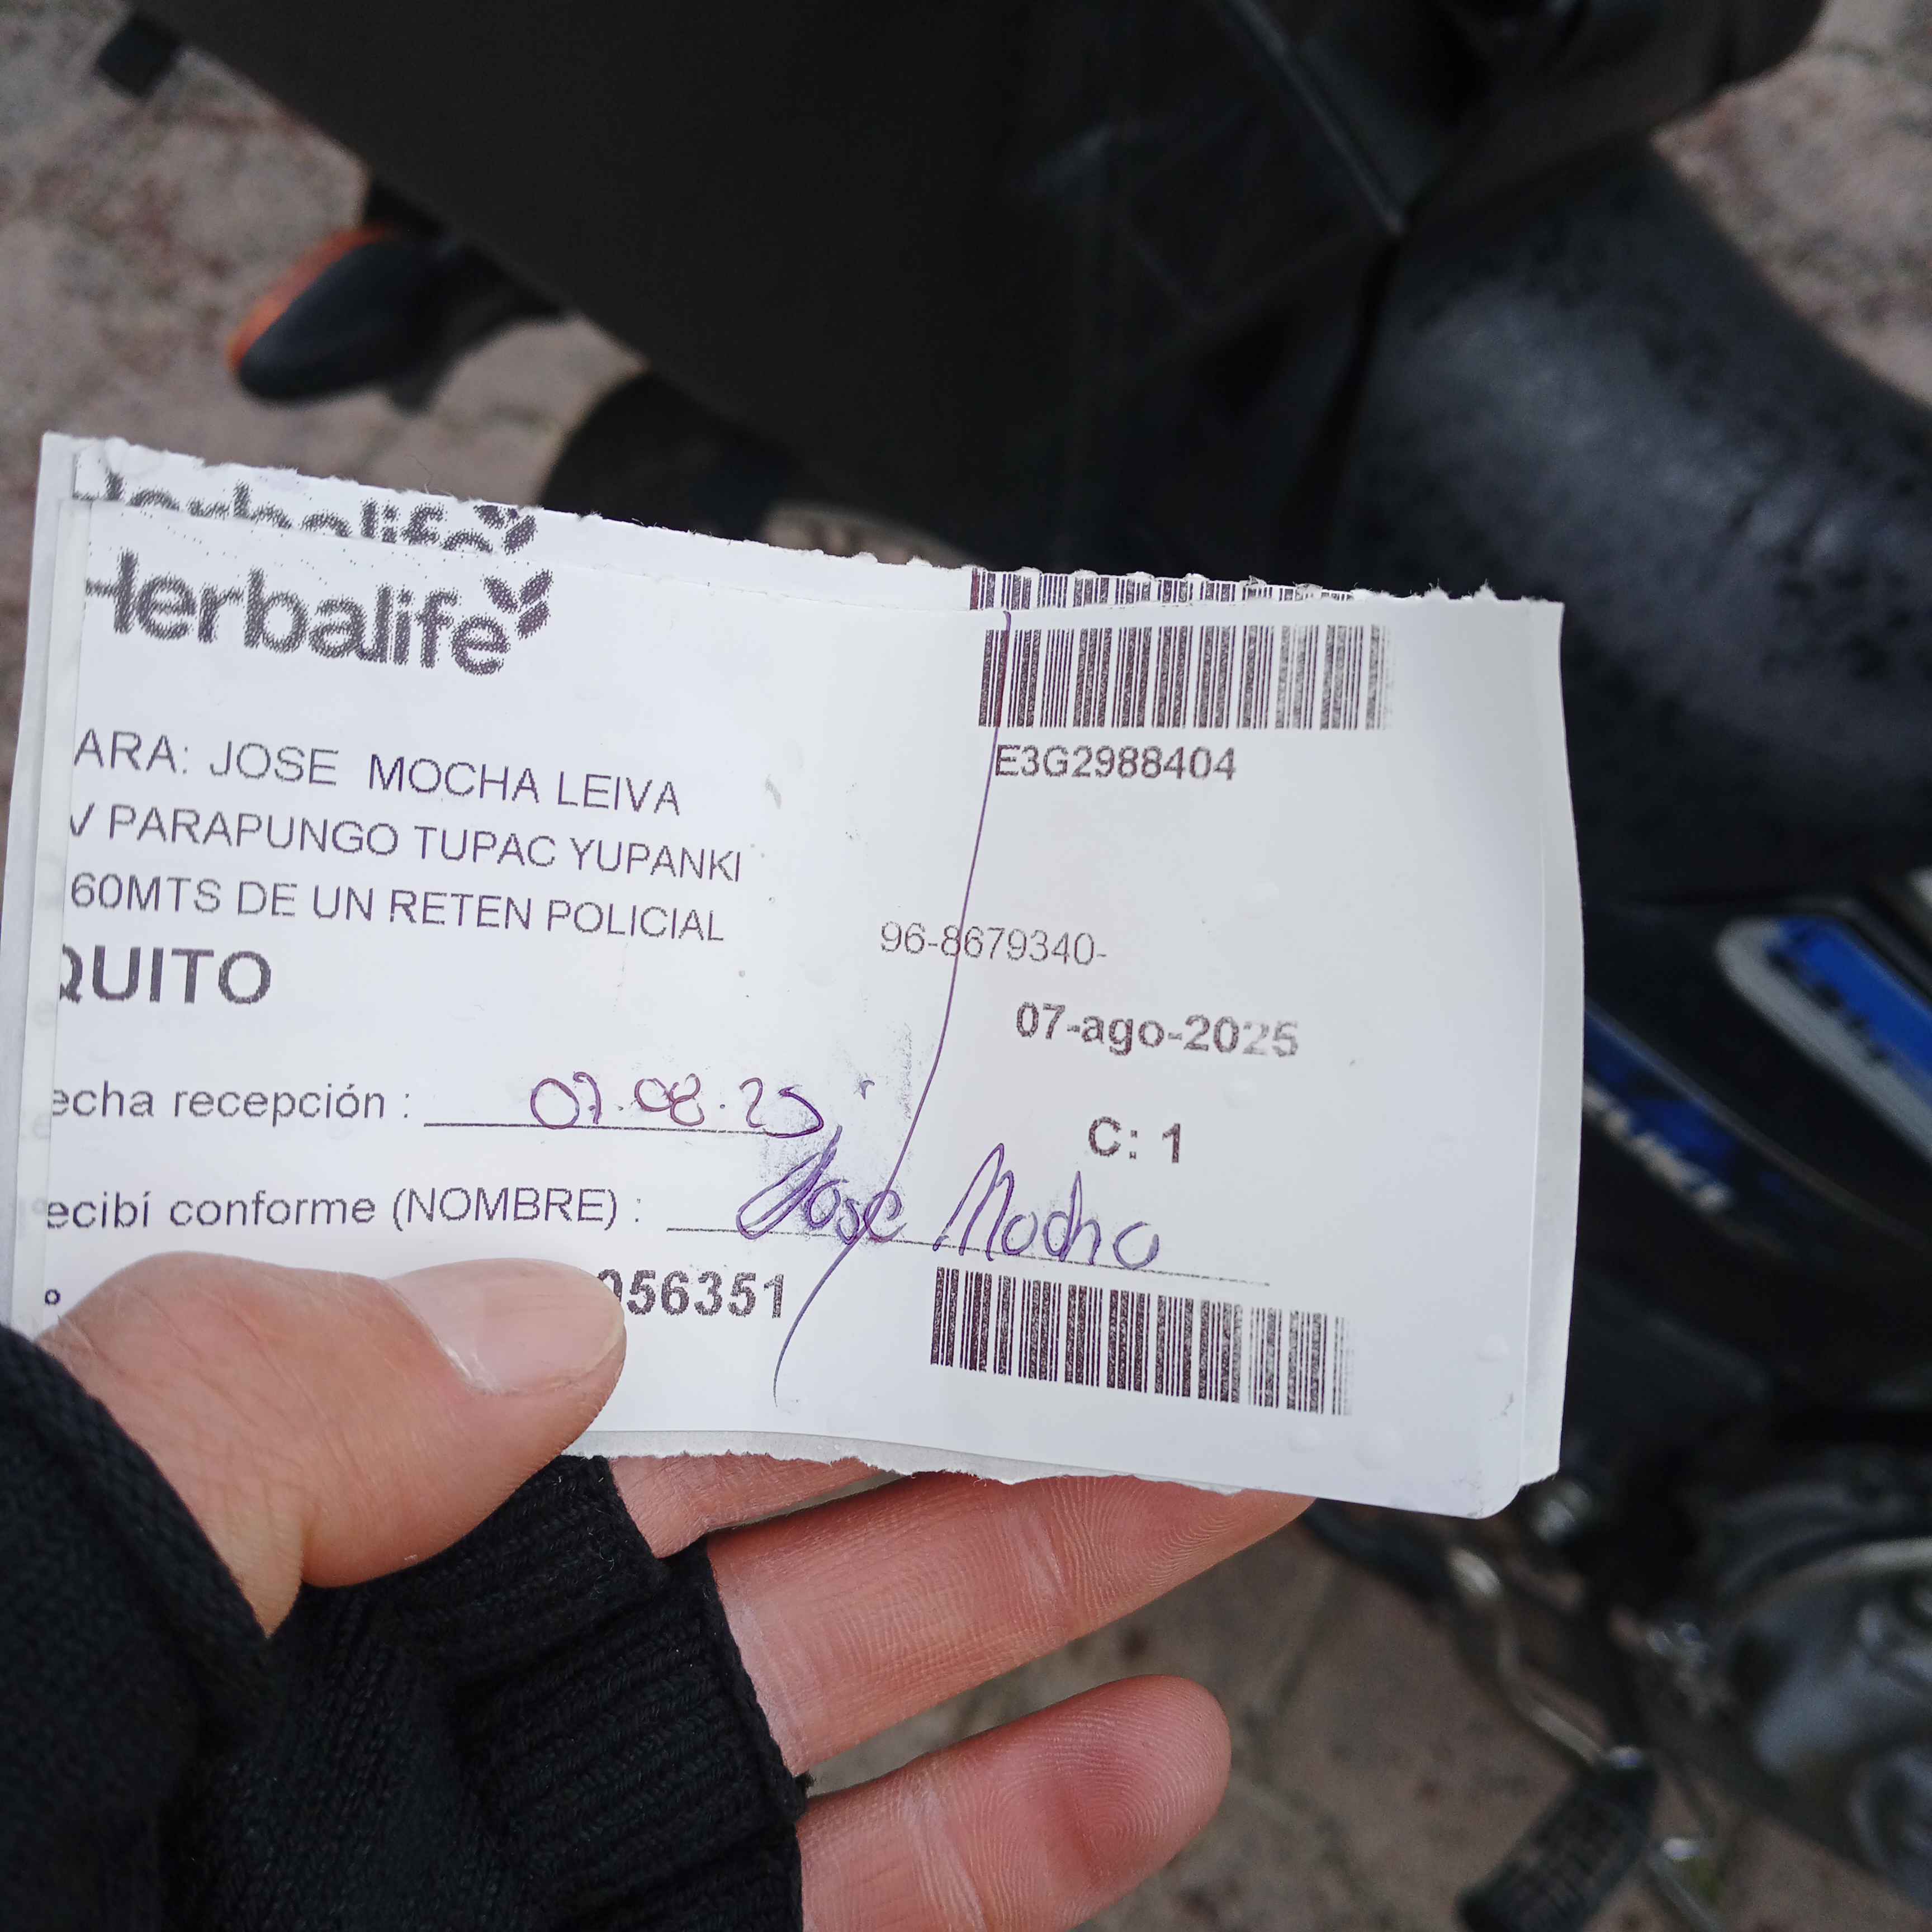 Herbalife
Herbalife
E3G2988404
ARA: JOSE MOCHA LEIVA
V PARAPUNGO TUPAC YUPANKI
60MTS DE UN RETEN POLICIAL
96-8679340-
QUITO
07-ago-2025
echa recepción : 07.08.25
C: 1
ecibí conforme (NOMBRE) : Jose Mocha
056351